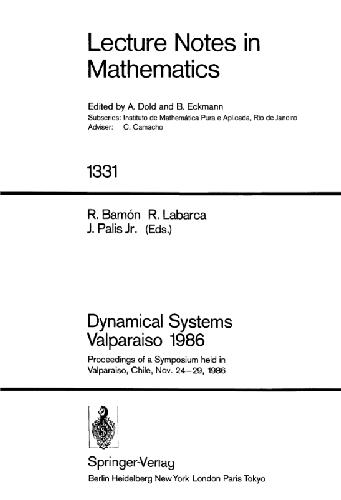 Lecture Notes in
Mathematics
Edited by A. Dold and B. Eckmann
Subseries: Instituto de Matemática Pura e Aplicada, Rio de Janeiro
Adviser: C. Camacho
1331
R. Bamón R. Labarca
J. Palis Jr. (Eds.)
Dynamical Systems
Valparaiso 1986
Proceedings of a Symposium held in
Valparaiso, Chile, Nov. 24–29, 1986
Springer-Verlag
Berlin Heidelberg New York London Paris Tokyo